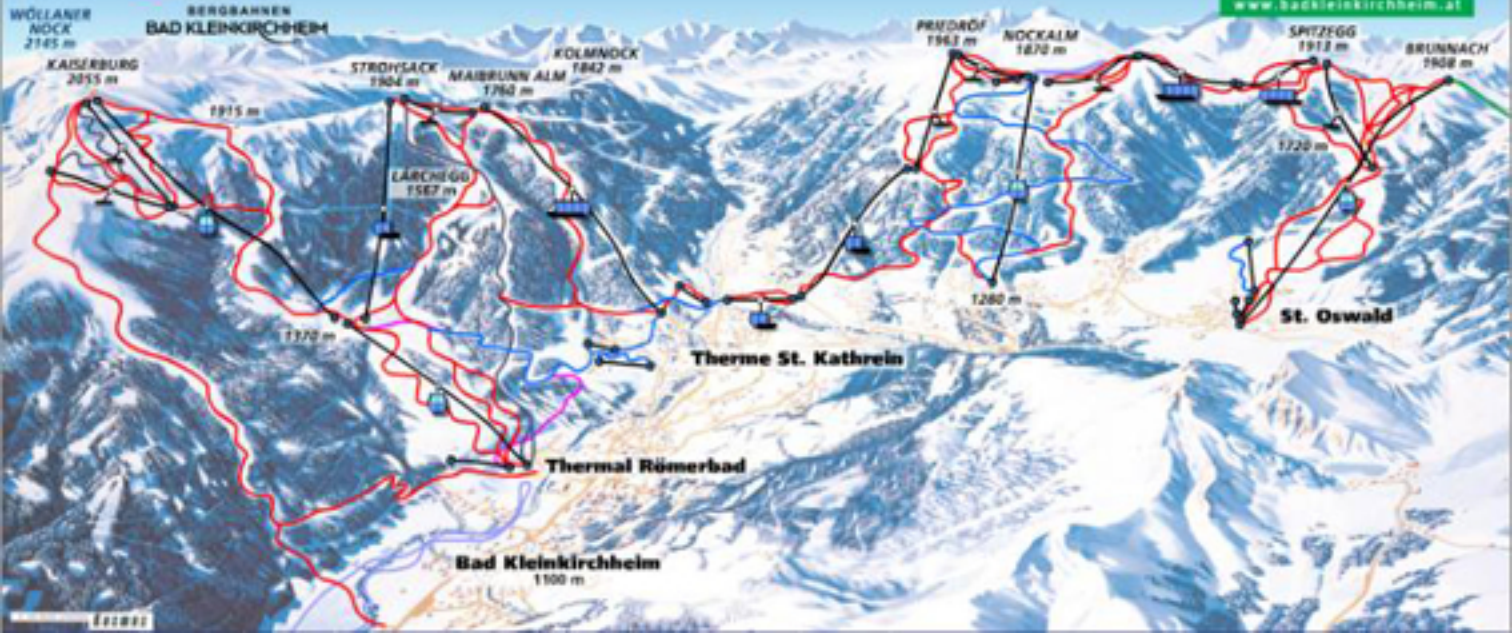 WÖLLANER
NOCK
2145 m
BERGBAHNEN
BAD KLEINKIRCHHEIM
www.badkleinkirchheim.at
KAISERBURG
2055 m
STROHSACK
1904 m
MAIBRUNN ALM
1760 m
KOLMNOCK
1842 m
PRIEDRÖF
1963 m
NOCKALM
1870 m
SPITZEGG
1913 m
BRUNNACH
1908 m
1915 m
LÄRCHEGG
1587 m
1720 m
1280 m
1370 m
St. Oswald
Therme St. Kathrein
Thermal Römerbad
Bad Kleinkirchheim
1100 m